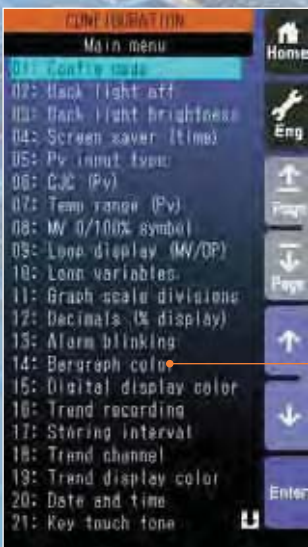 CONFIGURATION
Main menu
01: Config mode
02: Back light off
03: Back light brightness
04: Screen saver (time)
05: Pv input type
06: CJC (Pv)
07: Temp range (Pv)
08: MV 0/100% symbol
09: Loop display (MV/OP)
10: Loop variables
11: Graph scale divisions
12: Decimals (% display)
13: Alarm blinking
14: Bargraph color
15: Digital display color
16: Trend recording
17: Storing interval
18: Trend channel
19: Trend display color
20: Date and time
21: Key touch tone
Home
Eng
Page
Page
Enter